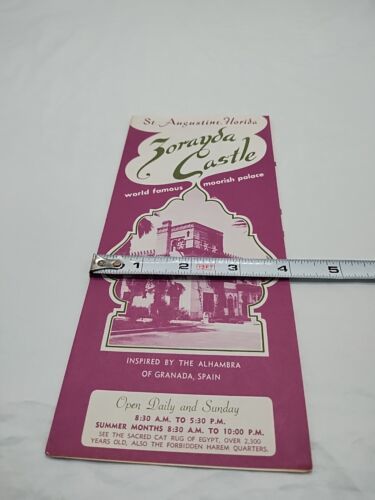 St. Augustine, Florida
Zorayda
Castle
world famous moorish palace
1 2 3 4 5
INSPIRED BY THE ALHAMBRA
OF GRANADA, SPAIN
Open Daily and Sunday
8:30 A.M. TO 5:30 P.M.
SUMMER MONTHS 8:30 A.M. TO 10:00 P.M.
SEE THE SACRED CAT RUG OF EGYPT, OVER 2,300
YEARS OLD, ALSO THE FORBIDDEN HAREM QUARTERS.